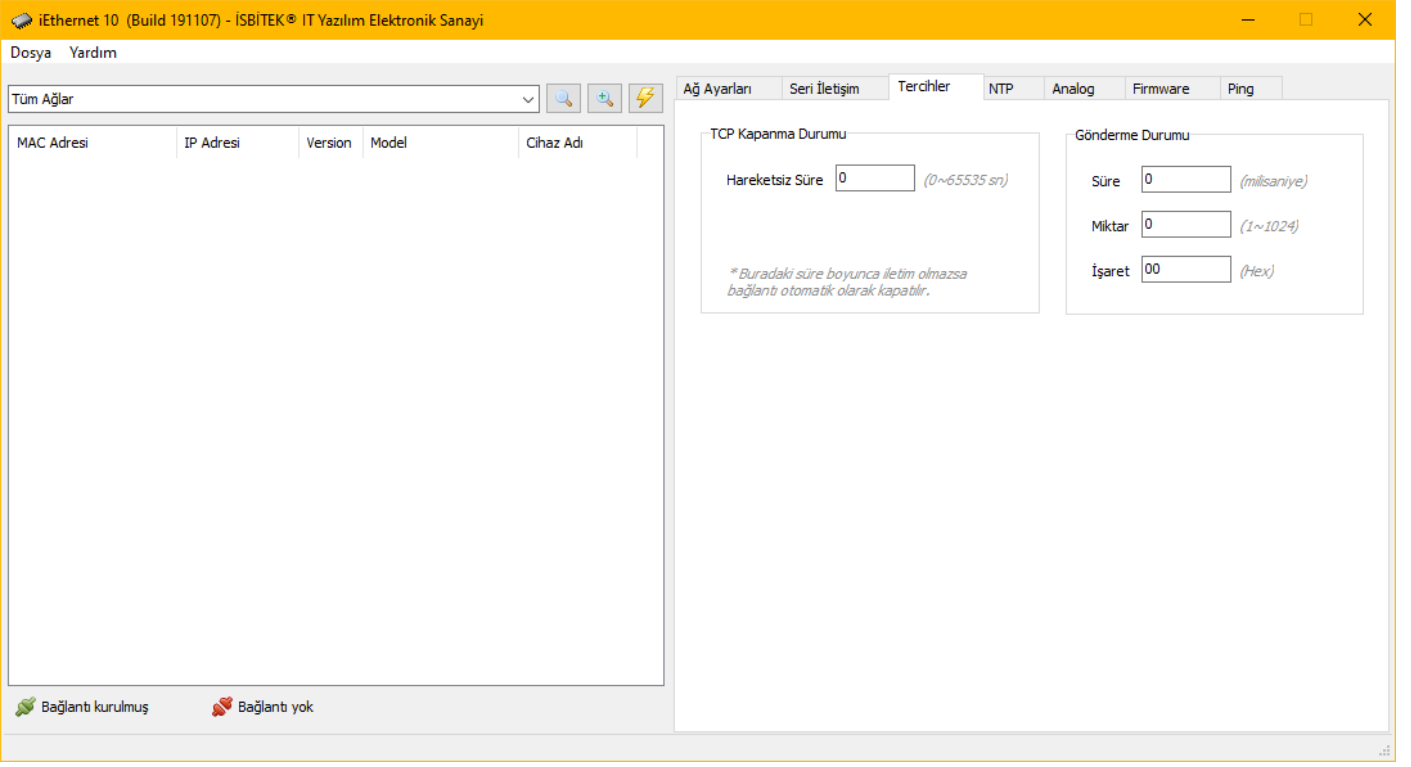 iEthernet 10 (Build 191107) - İSBİTEK® IT Yazılım Elektronik Sanayi
Dosya Yardım
Tüm Ağlar
MAC Adresi IP Adresi Version Model Cihaz Adı
Bağlantı kurulmuş Bağlantı yok
Ağ Ayarları Seri İletişim Tercihler NTP Analog Firmware Ping
TCP Kapanma Durumu
Hareketsiz Süre 0 (0~65535 sn)
* Buradaki süre boyunca iletim olmazsa
bağlantı otomatik olarak kapatılır.
Gönderme Durumu
Süre 0 (milisaniye)
Miktar 0 (1~1024)
İşaret 00 (Hex)